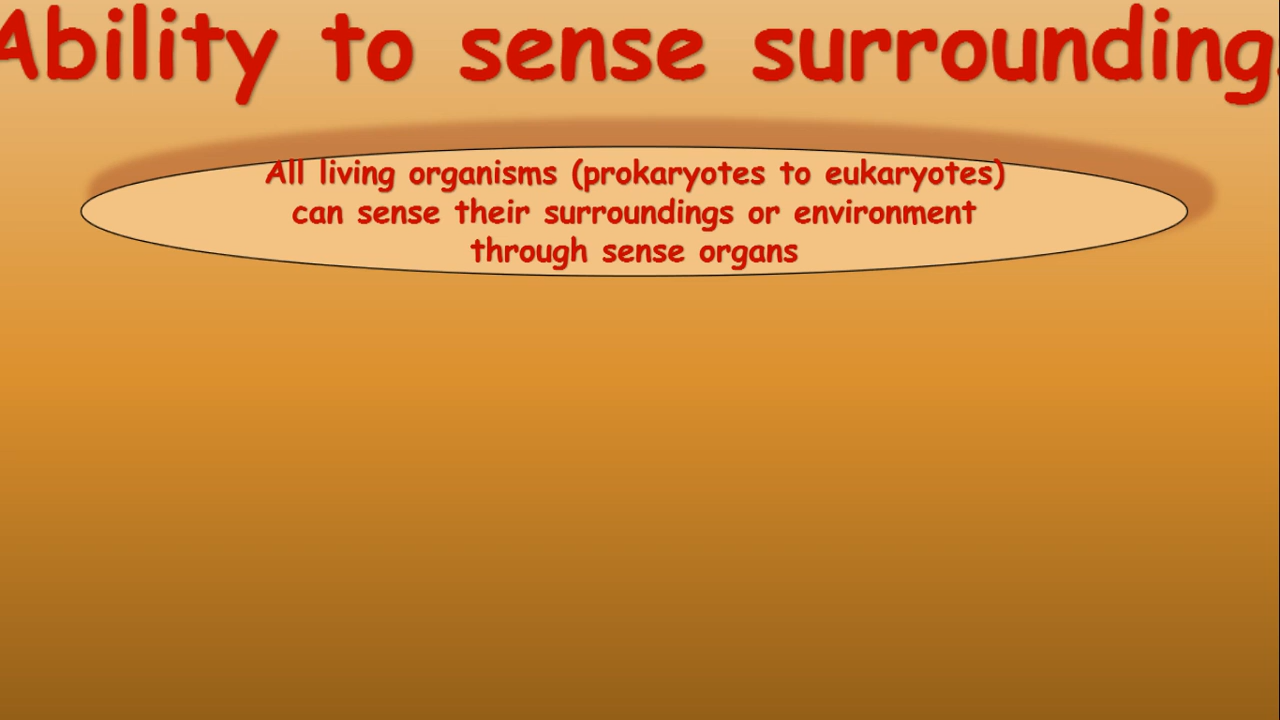 Ability to sense surrounding
All living organisms (prokaryotes to eukaryotes)
can sense their surroundings or environment
through sense organs